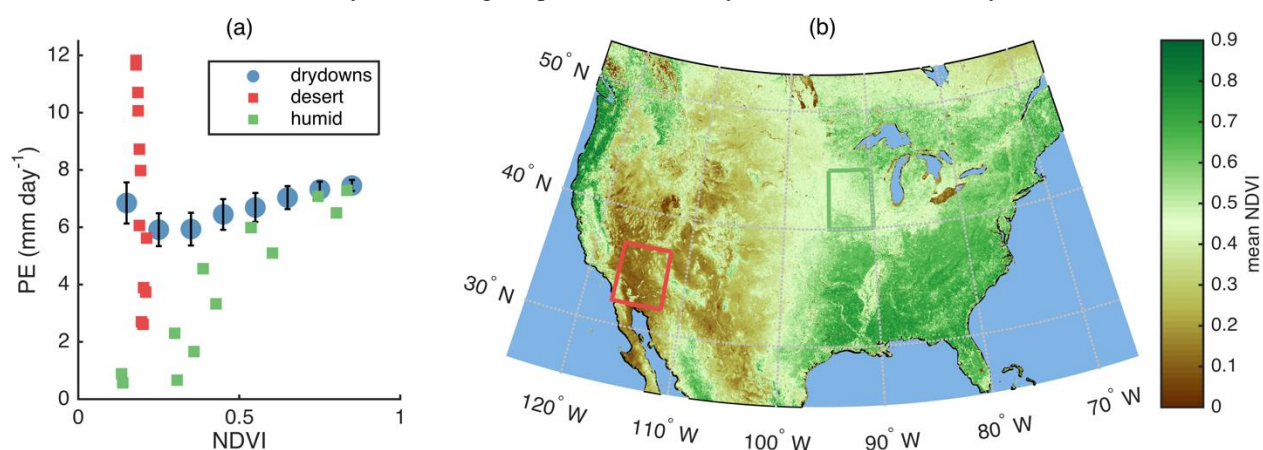 (a)
12
10
8
6
4
2
0
PE (mm day⁻¹)
0
0.5
1
NDVI
drydowns
desert
humid
(b)
50° N
40° N
30° N
120° W
110° W
100° W
90° W
80° W
70° W
0.9
0.8
0.7
0.6
0.5
0.4
0.3
0.2
0.1
0
mean NDVI